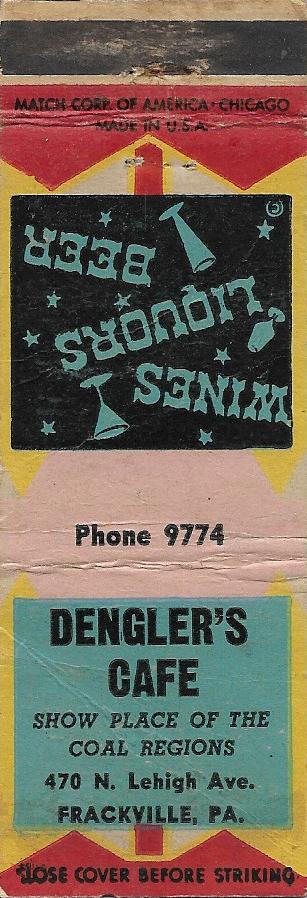 MATCH CORP. OF AMERICA · CHICAGO
MADE IN U.S.A.
©
WINES
LIQUORS
BEER
Phone 9774
DENGLER'S
CAFE
SHOW PLACE OF THE
COAL REGIONS
470 N. Lehigh Ave.
FRACKVILLE, PA.
CLOSE COVER BEFORE STRIKING